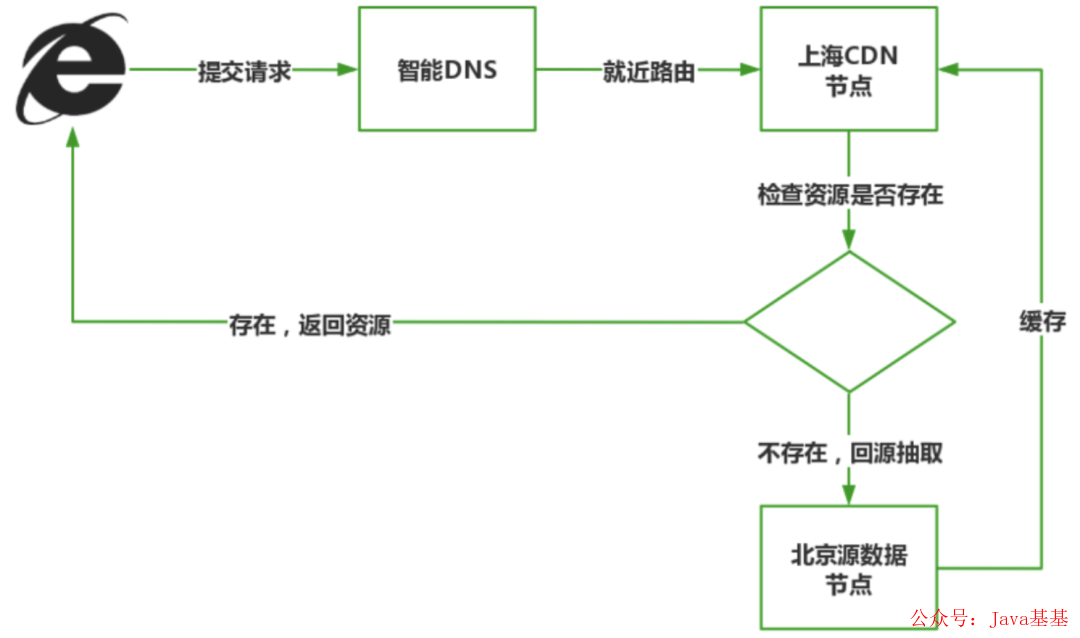 提交请求
智能DNS
就近路由
上海CDN
节点
检查资源是否存在
存在，返回资源
缓存
不存在，回源抽取
北京源数据
节点
公众号：Java基基